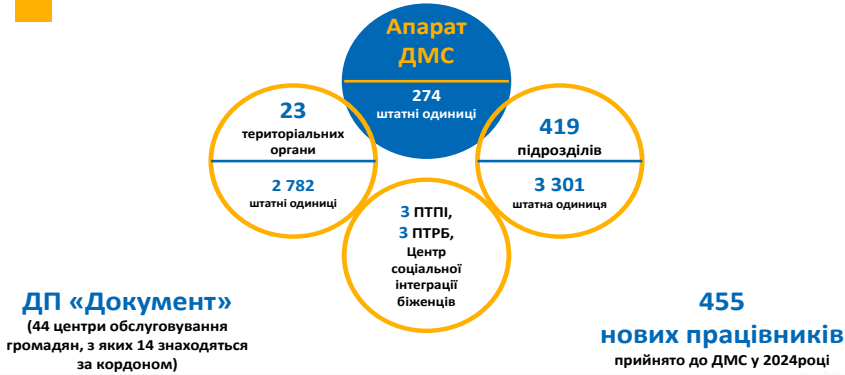 Апарат
ДМС
274
штатні одиниці
23
територіальних
органи
2 782
штатні одиниці
419
підрозділів
3 301
штатна одиниця
3 ПТПІ,
3 ПТРБ,
Центр
соціальної
інтеграції
біженців
ДП «Документ»
(44 центри обслуговування
громадян, з яких 14 знаходяться
за кордоном)
455
нових працівників
прийнято до ДМС у 2024році